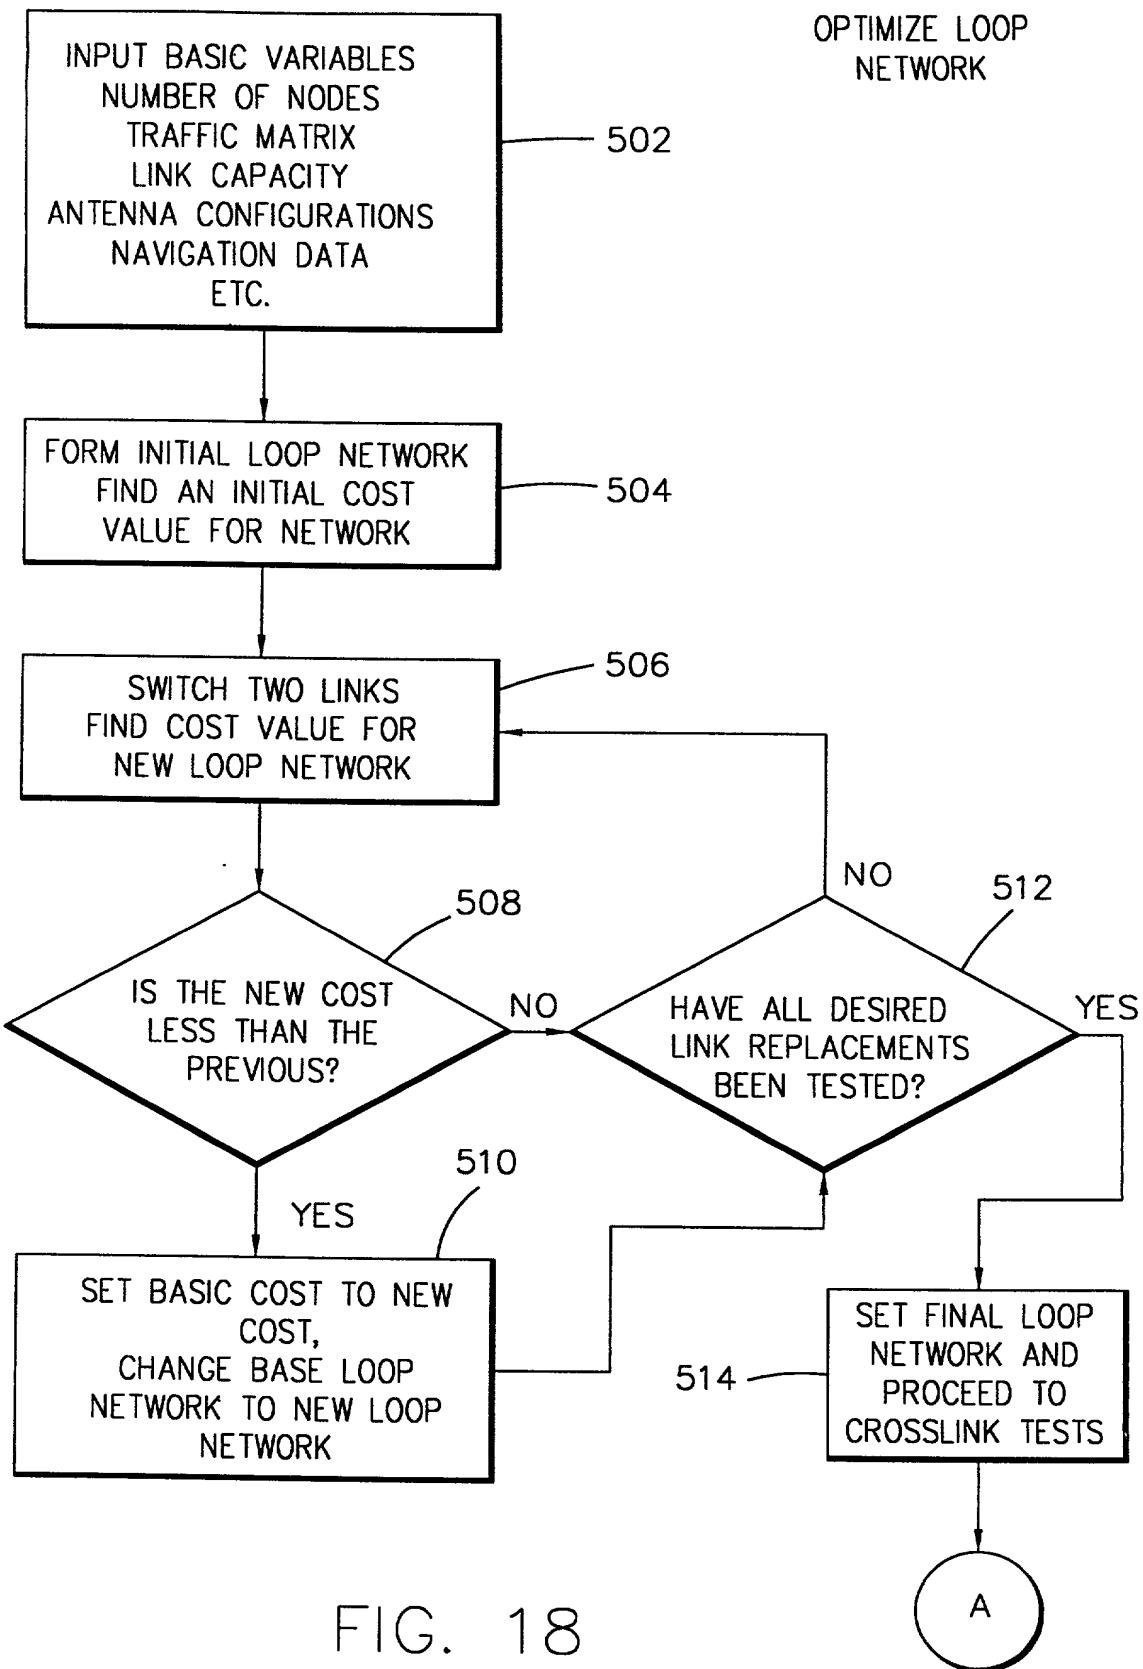 OPTIMIZE LOOP
NETWORK
INPUT BASIC VARIABLES
NUMBER OF NODES
TRAFFIC MATRIX
LINK CAPACITY
ANTENNA CONFIGURATIONS
NAVIGATION DATA
ETC.
502
FORM INITIAL LOOP NETWORK
FIND AN INITIAL COST
VALUE FOR NETWORK
504
SWITCH TWO LINKS
FIND COST VALUE FOR
NEW LOOP NETWORK
506
IS THE NEW COST
LESS THAN THE
PREVIOUS?
508
NO
YES
HAVE ALL DESIRED
LINK REPLACEMENTS
BEEN TESTED?
512
NO
YES
SET BASIC COST TO NEW
COST,
CHANGE BASE LOOP
NETWORK TO NEW LOOP
NETWORK
510
SET FINAL LOOP
NETWORK AND
PROCEED TO
CROSSLINK TESTS
514
A
FIG. 18